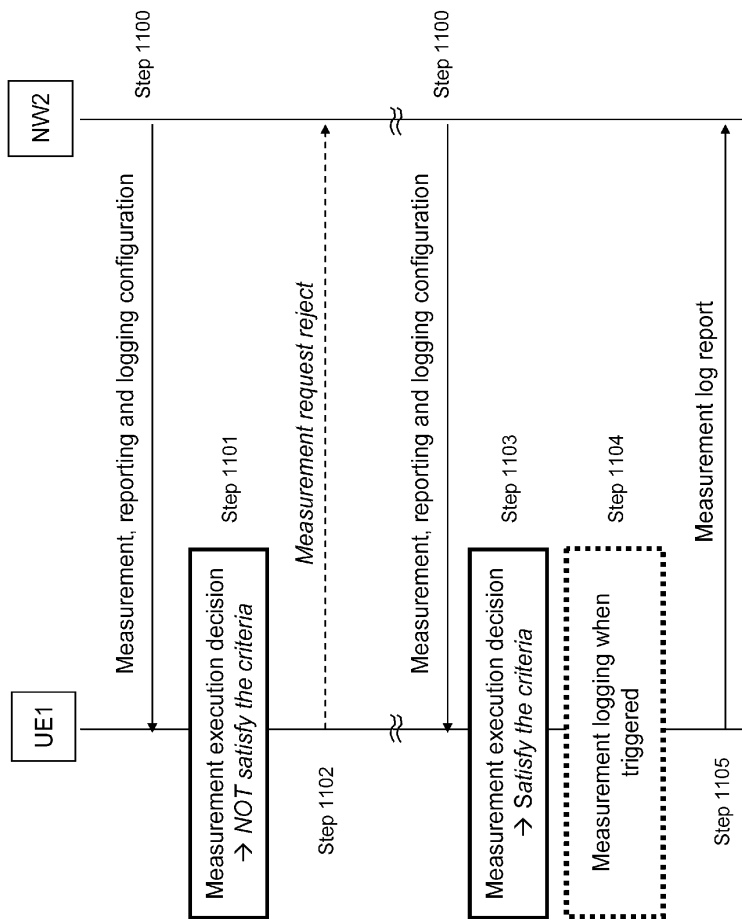 UE1
NW2
Measurement, reporting and logging configuration
Step 1100
Measurement execution decision
→ NOT satisfy the criteria
Step 1101
Step 1102
Measurement request reject
Measurement, reporting and logging configuration
Step 1100
Measurement execution decision
→ Satisfy the criteria
Step 1103
Measurement logging when
triggered
Step 1104
Step 1105
Measurement log report